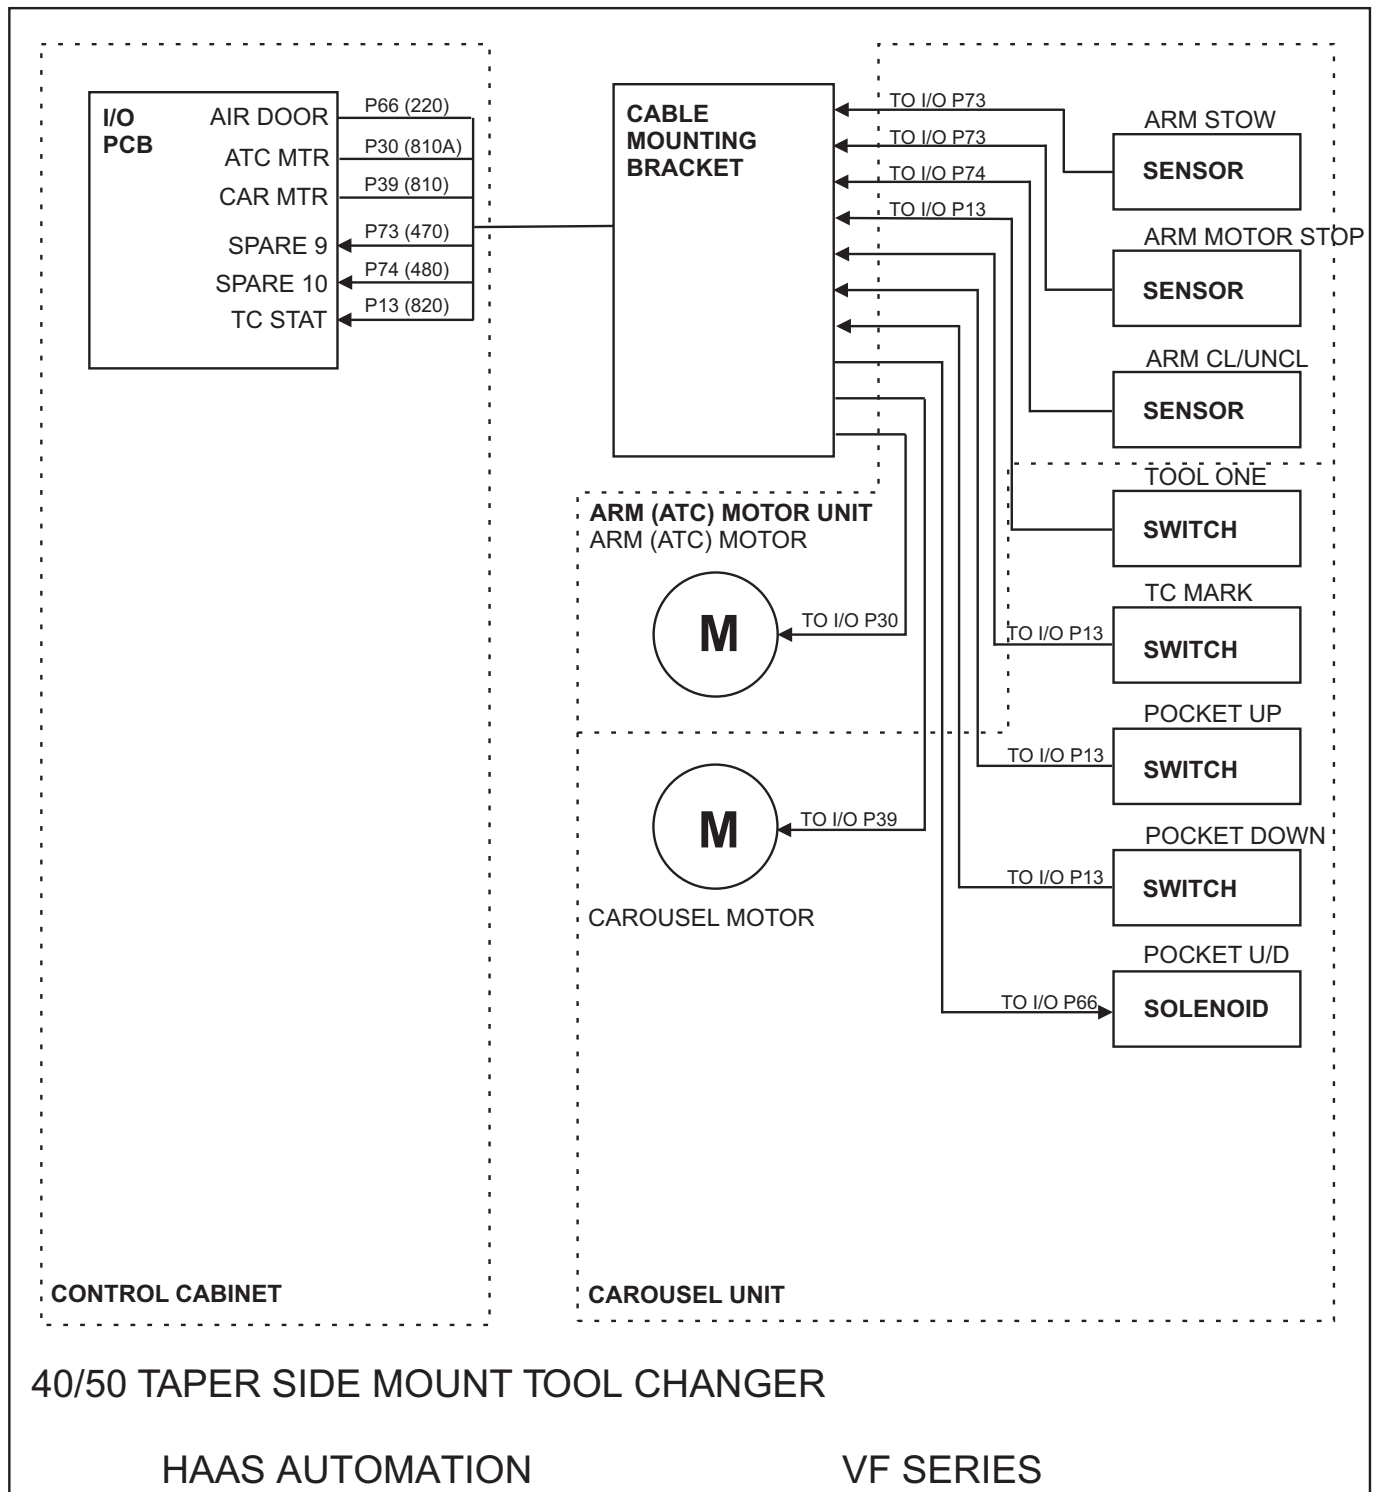 I/O
PCB
AIR DOOR
ATC MTR
CAR MTR
SPARE 9
SPARE 10
TC STAT
P66 (220)
P30 (810A)
P39 (810)
P73 (470)
P74 (480)
P13 (820)
CABLE
MOUNTING
BRACKET
TO I/O P73
TO I/O P73
TO I/O P74
TO I/O P13
ARM STOW
SENSOR
ARM MOTOR STOP
SENSOR
ARM CL/UNCL
SENSOR
TOOL ONE
SWITCH
TC MARK
TO I/O P13
SWITCH
POCKET UP
TO I/O P13
SWITCH
POCKET DOWN
TO I/O P13
SWITCH
POCKET U/D
TO I/O P66
SOLENOID
ARM (ATC) MOTOR UNIT
ARM (ATC) MOTOR
M
TO I/O P30
M
TO I/O P39
CAROUSEL MOTOR
CONTROL CABINET
CAROUSEL UNIT
40/50 TAPER SIDE MOUNT TOOL CHANGER
HAAS AUTOMATION
VF SERIES